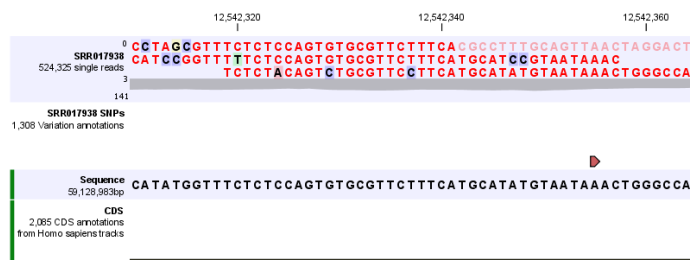 12,542,320 12,542,340 12,542,360
0
CCTAGCGTTTCTCTCCAGTGTGCGTTCTTTCACGCCTTTGCAGTTAACTAGGACT
SRR017938
CATCCGGTTTTTCTCCAGTGTGCGTTCTTTCATGCATCCGTAATAAAC
524,325 single reads
TCTCTACAGTCTGCGTTCCTTCATGCATATGTAATAAACTGGGCCA
3
141
SRR017938 SNPs
1,308 Variation annotations
Sequence
CATATGGTTTCTCTCCAGTGTGCGTTCTTTCATGCATATGTAATAAACTGGGCCA
59,128,983bp
CDS
2,085 CDS annotations
from Homo sapiens tracks